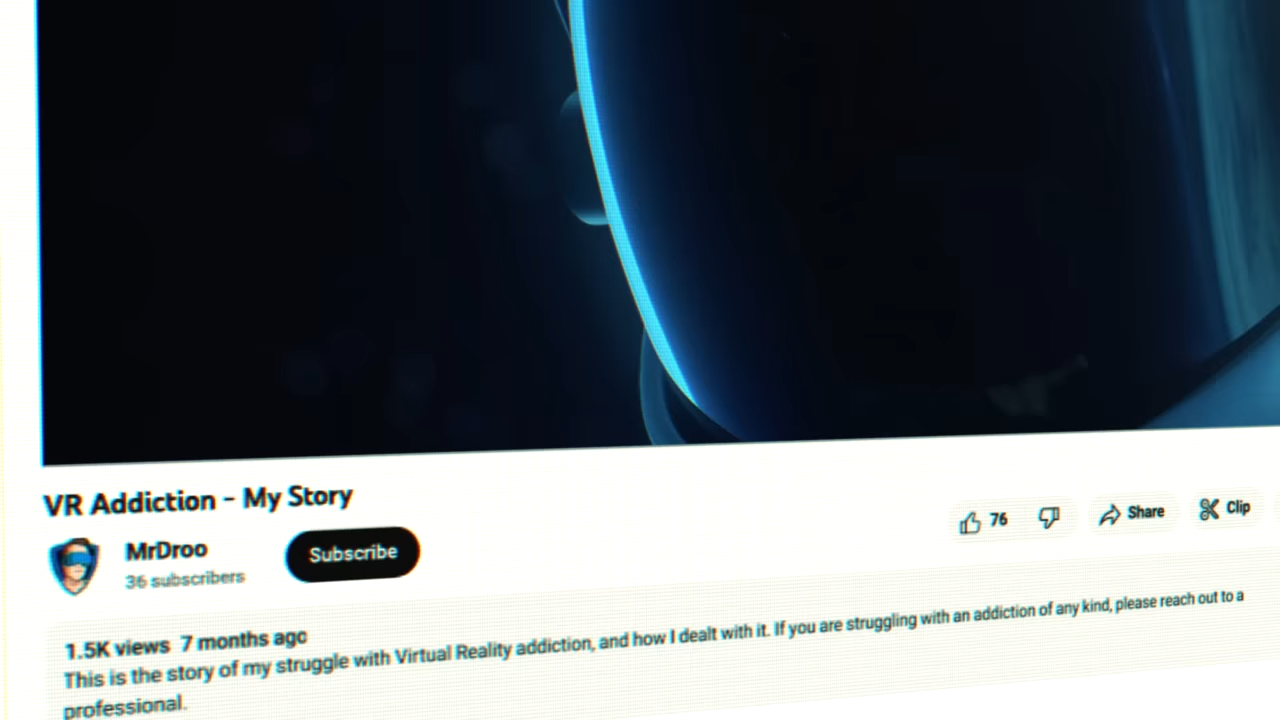 VR Addiction - My Story
MrDroo
36 subscribers
Subscribe
76
Share
Clip
1.5K views 7 months ago
This is the story of my struggle with Virtual Reality addiction, and how I dealt with it. If you are struggling with an addiction of any kind, please reach out to a
professional.